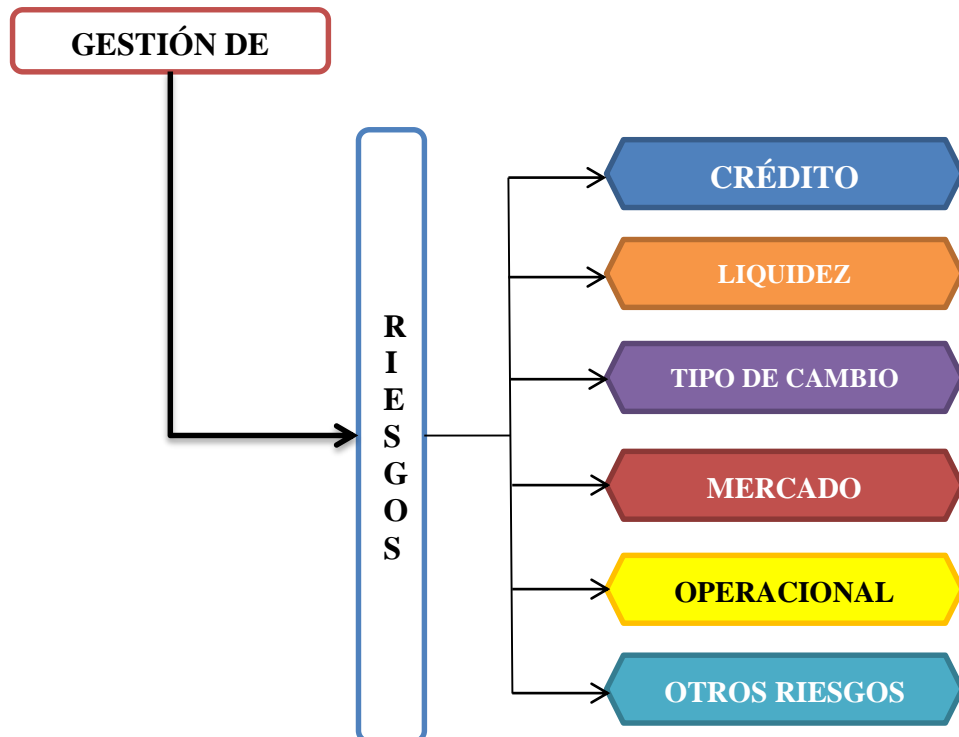 GESTIÓN DE
R
I
E
S
G
O
S
CRÉDITO
LIQUIDEZ
TIPO DE CAMBIO
MERCADO
OPERACIONAL
OTROS RIESGOS